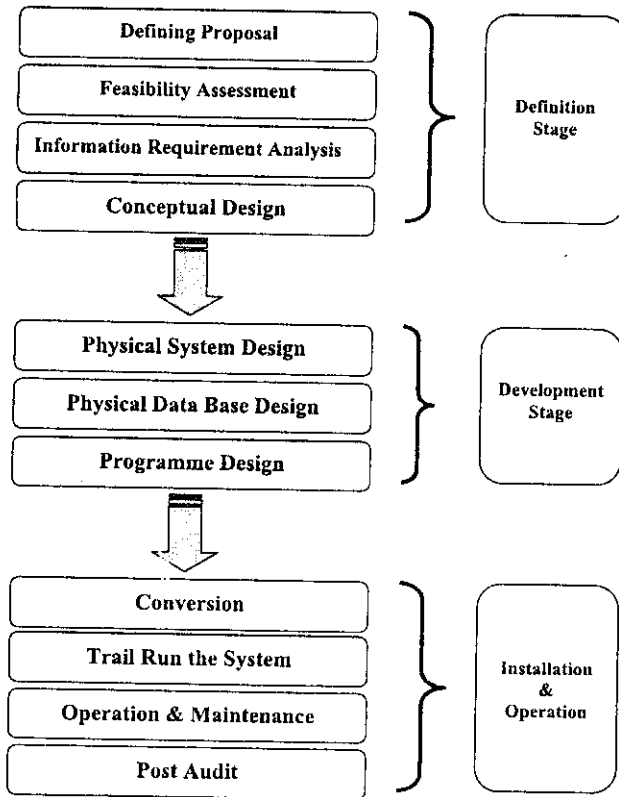 Defining Proposal
Feasibility Assessment
Information Requirement Analysis
Conceptual Design
Definition
Stage
Physical System Design
Physical Data Base Design
Programme Design
Development
Stage
Conversion
Trail Run the System
Operation & Maintenance
Post Audit
Installation
&
Operation